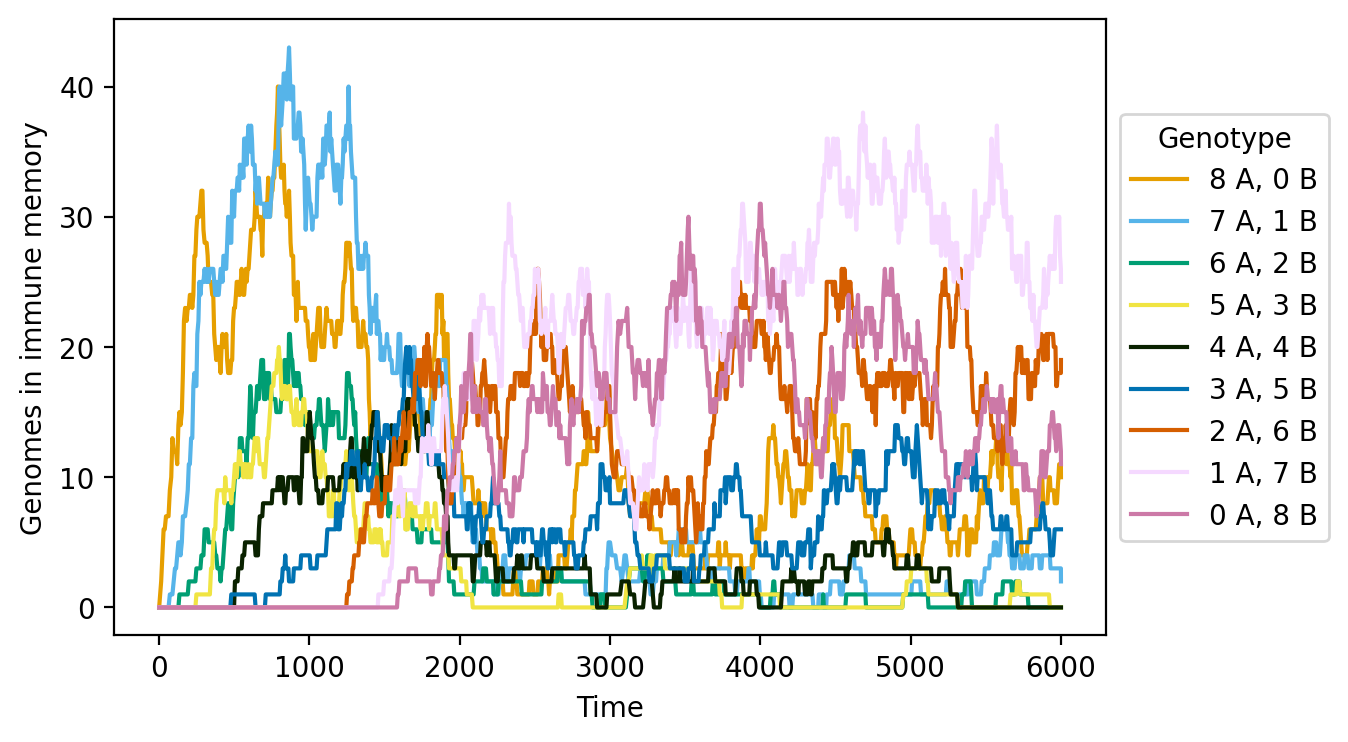 40
30
20
10
0
Genomes in immune memory
0
1000
2000
3000
4000
5000
6000
Time
Genotype
8 A, 0 B
7 A, 1 B
6 A, 2 B
5 A, 3 B
4 A, 4 B
3 A, 5 B
2 A, 6 B
1 A, 7 B
0 A, 8 B